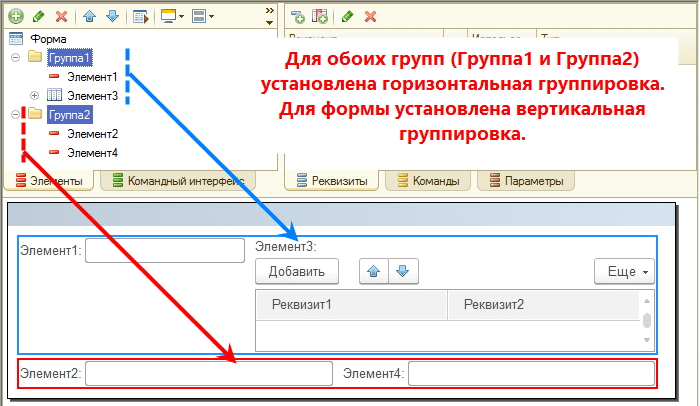 Форма
Группа1
Элемент1
Элемент3
Группа2
Элемент2
Элемент4
Для обоих групп (Группа1 и Группа2)
установлена горизонтальная группировка.
Для формы установлена вертикальная
группировка.
Элементы
Командный интерфейс
Реквизиты
Команды
Параметры
Элемент1:
Элемент3:
Добавить
Еще
Реквизит1
Реквизит2
Элемент2:
Элемент4: